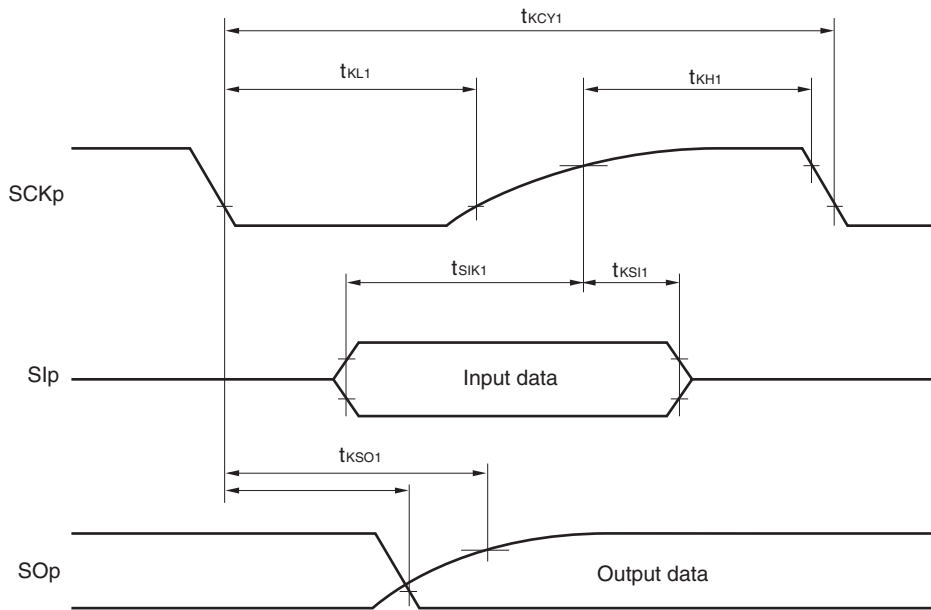 tKCY1
tKL1
tKH1
SCKp
tSIK1
tKSI1
SIp
Input data
tKSO1
SOp
Output data